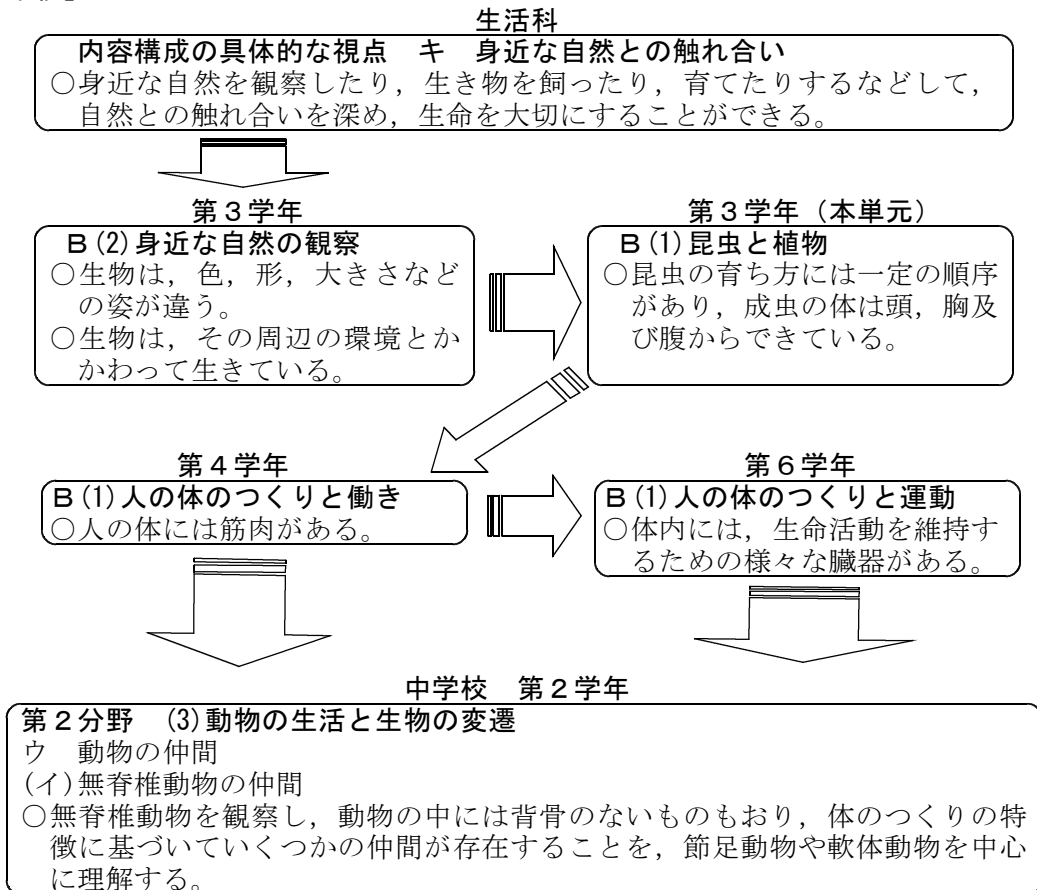 生活科
内容構成の具体的な視点　キ　身近な自然との触れ合い
○身近な自然を観察したり，生き物を飼ったり，育てたりするなどして，
自然との触れ合いを深め，生命を大切にすることができる。
第３学年
Ｂ(2)身近な自然の観察
○生物は，色，形，大きさなど
の姿が違う。
○生物は，その周辺の環境とか
かわって生きている。
第３学年（本単元）
Ｂ(1)昆虫と植物
○昆虫の育ち方には一定の順序
があり，成虫の体は頭，胸及
び腹からできている。
第４学年
Ｂ(1)人の体のつくりと働き
○人の体には筋肉がある。
第６学年
Ｂ(1)人の体のつくりと運動
○体内には，生命活動を維持す
るための様々な臓器がある。
中学校　第２学年
第２分野　(3)動物の生活と生物の変遷
ウ　動物の仲間
(イ)無脊椎動物の仲間
○無脊椎動物を観察し，動物の中には背骨のないものもおり，体のつくりの特
徴に基づいていくつかの仲間が存在することを，節足動物や軟体動物を中心
に理解する。